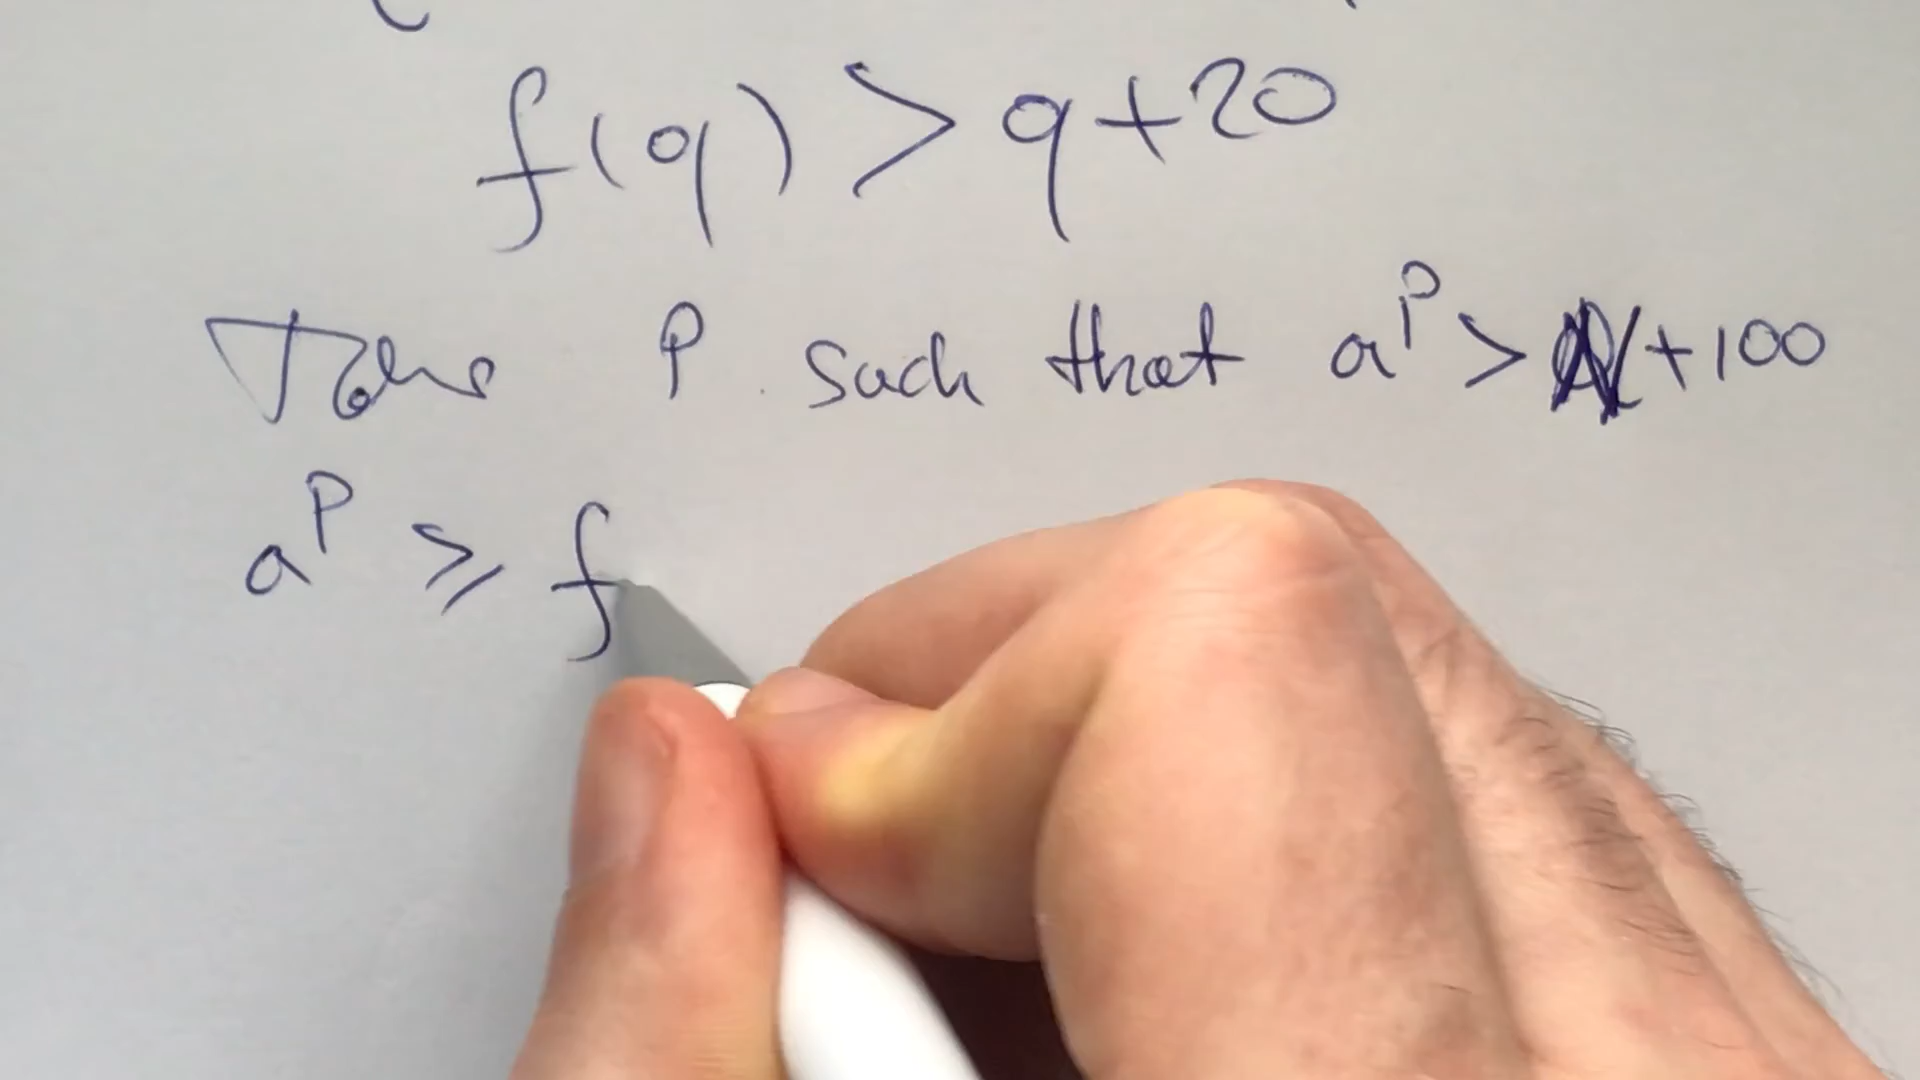 f(q) > q+20
Take P such that a^P > N+100
a^P ≥ f